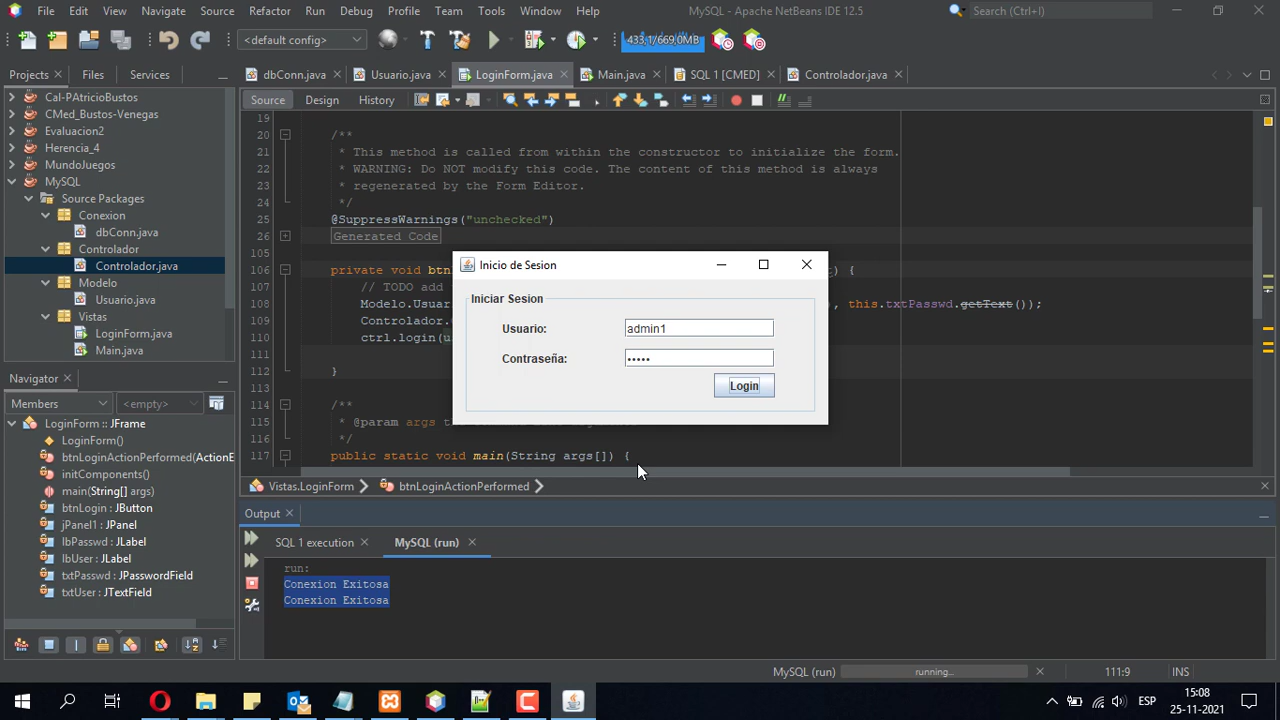 File Edit View Navigate Source Refactor Run Debug Profile Team Tools Window Help MySQL - Apache NetBeans IDE 12.5 Search (Ctrl+I)
<default config> 433,1/669,0MB
Projects Files Services dbConn.java Usuario.java LoginForm.java Main.java SQL 1 [CMED] Controlador.java
Source Design History
Cal-PAtricioBustos
CMed_Bustos-Venegas
Evaluacion2
Herencia_4
MundoJuegos
MySQL
Source Packages
Conexion
dbConn.java
Controlador
Controlador.java
Modelo
Usuario.java
Vistas
LoginForm.java
Main.java
19
20 /**
21 * This method is called from within the constructor to initialize the form.
22 * WARNING: Do NOT modify this code. The content of this method is always
23 * regenerated by the Form Editor.
24 */
25 @SuppressWarnings("unchecked")
26 Generated Code
105
106 private void btn ) {
107 // TODO add
108 Modelo.Usuar ), this.txtPasswd.getText());
109 Controlador.
110 ctrl.login(u
111
112 }
113
114 /**
115 * @param args
116 */
117 public static void main(String args[]) {
Inicio de Sesion
Iniciar Sesion
Usuario: admin1
Contraseña: •••••
Login
Vistas.LoginForm btnLoginActionPerformed
Navigator
Members <empty>
LoginForm :: JFrame
LoginForm()
btnLoginActionPerformed(ActionE
initComponents()
main(String[] args)
btnLogin : JButton
jPanel1 : JPanel
lbPasswd : JLabel
lbUser : JLabel
txtPasswd : JPasswordField
txtUser : JTextField
Output
SQL 1 execution MySQL (run)
run:
Conexion Exitosa
Conexion Exitosa
MySQL (run) running... 111:9 INS
ESP 15:08
25-11-2021